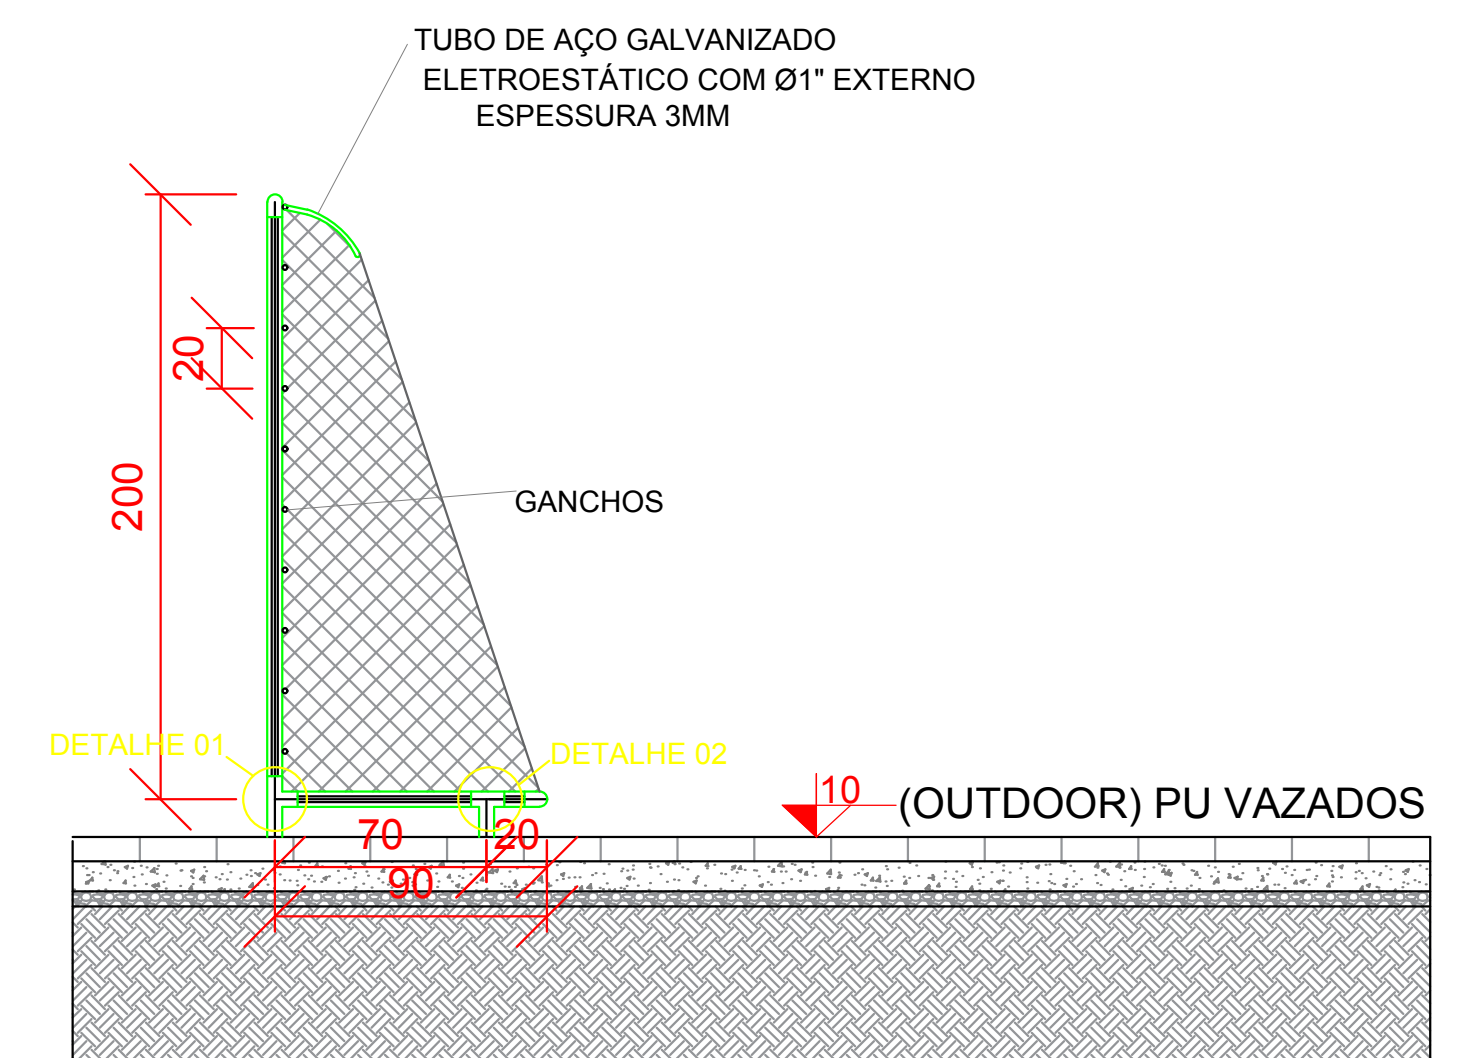 TUBO DE AÇO GALVANIZADO
ELETROESTÁTICO COM Ø1" EXTERNO
ESPESSURA 3MM
20
200
GANCHOS
DETALHE 01
DETALHE 02
10
(OUTDOOR) PU VAZADOS
70
20
90